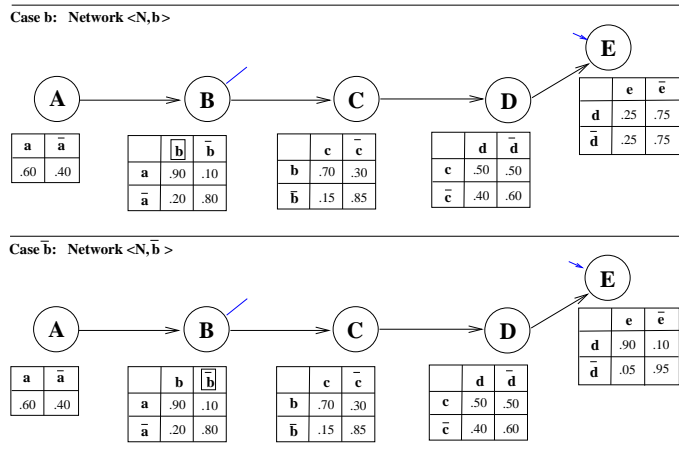 Case b: Network <N,b>
E
A
B
C
D
e e̅
d .25 .75
d̅ .25 .75
a a̅
.60 .40
b b̅
a .90 .10
a̅ .20 .80
c c̅
b .70 .30
b̅ .15 .85
d d̅
c .50 .50
c̅ .40 .60
Case b̅: Network <N, b̅ >
E
A
B
C
D
e e̅
d .90 .10
d̅ .05 .95
a a̅
.60 .40
b b̅
a .90 .10
a̅ .20 .80
c c̅
b .70 .30
b̅ .15 .85
d d̅
c .50 .50
c̅ .40 .60